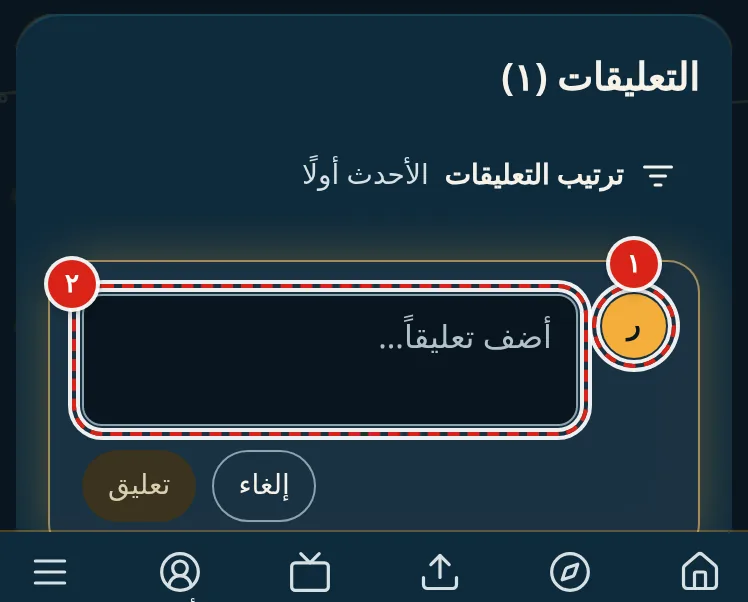 التعليقات (١)
ترتيب التعليقات الأحدث أولًا
١
٢
ر
أضف تعليقاً...
إلغاء
تعليق